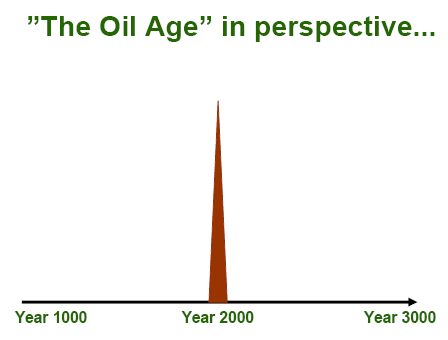 ”The Oil Age” in perspective...
Year 1000 Year 2000 Year 3000